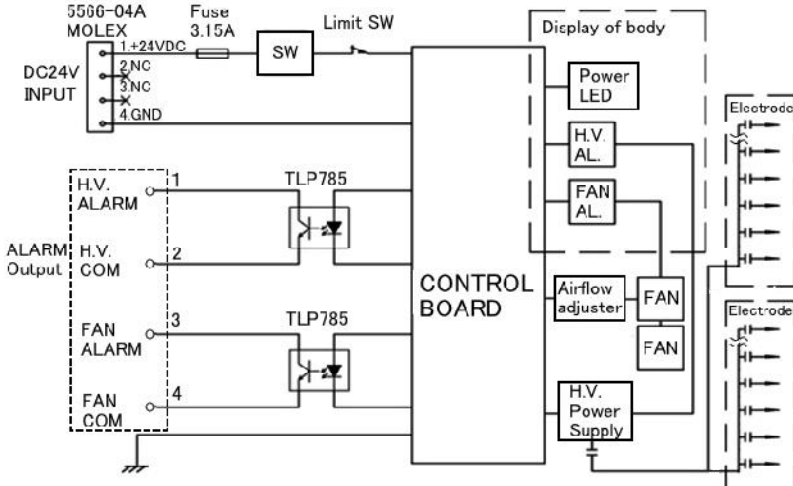 5566-04A
MOLEX
Fuse
3.15A
Limit SW
1.+24VDC
2.NC
3.NC
4.GND
DC24V
INPUT
SW
Display of body
Power
LED
H.V.
AL.
FAN
AL.
Electrode
ALARM
Output
H.V.
ALARM
1
H.V.
COM
2
TLP785
FAN
ALARM
3
FAN
COM
4
TLP785
CONTROL
BOARD
Airflow
adjuster
FAN
FAN
H.V.
Power
Supply
Electrode